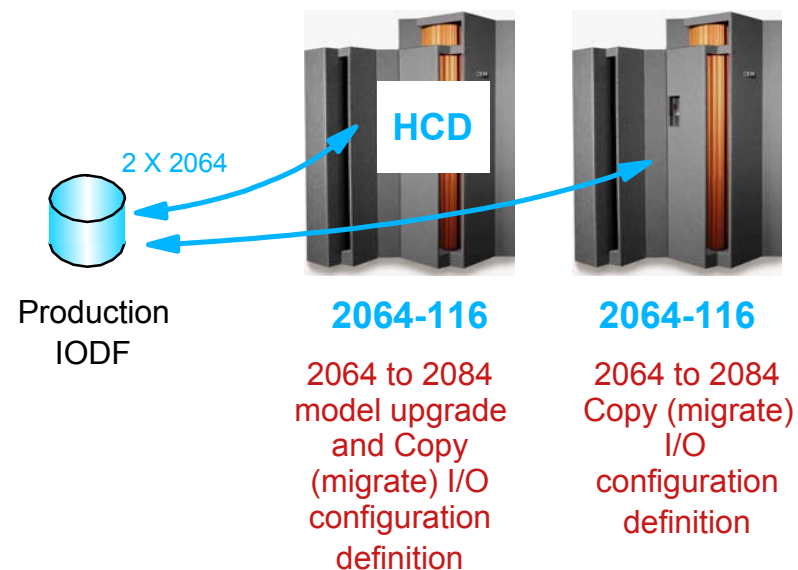 HCD
2 X 2064
Production
IODF
2064-116
2064 to 2084
model upgrade
and Copy
(migrate) I/O
configuration
definition
2064-116
2064 to 2084
Copy (migrate)
I/O
configuration
definition